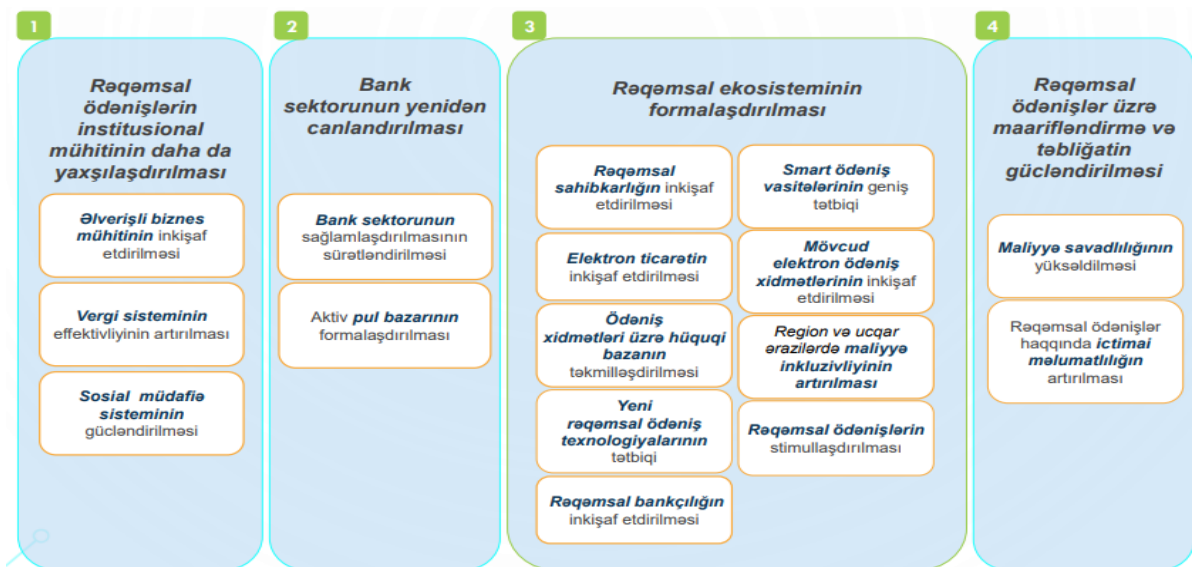 1
Rəqəmsal
ödənişlərin
institusional
mühitinin daha da
yaxşılaşdırılması
Əlverişli biznes
mühitinin inkişaf
etdirilməsi
Vergi sisteminin
effektivliyinin artırılması
Sosial müdafiə
sisteminin
gücləndirilməsi
2
Bank
sektorunun yenidən
canlandırılması
Bank sektorunun
sağlamlaşdırılmasının
sürətləndirilməsi
Aktiv pul bazarının
formalaşdırılması
3
Rəqəmsal ekosisteminin
formalaşdırılması
Rəqəmsal
sahibkarlığın inkişaf
etdirilməsi
Elektron ticarətin
inkişaf etdirilməsi
Ödəniş
xidmətləri üzrə hüquqi
bazanın
təkmilləşdirilməsi
Yeni
rəqəmsal ödəniş
texnologiyalarının
tətbiqi
Rəqəmsal bankçılığın
inkişaf etdirilməsi
Smart ödəniş
vasitələrinin geniş
tətbiqi
Mövcud
elektron ödəniş
xidmətlərinin inkişaf
etdirilməsi
Region və ucqar
ərazilərdə maliyyə
inkluzivliyinin
artırılması
Rəqəmsal ödənişlərin
stimullaşdırılması
4
Rəqəmsal
ödənişlər üzrə
maarifləndirmə və
təbliğatin
gücləndirilməsi
Maliyyə savadlılığının
yüksəldilməsi
Rəqəmsal ödənişlər
haqqında ictimai
məlumatlılığın
artırılması